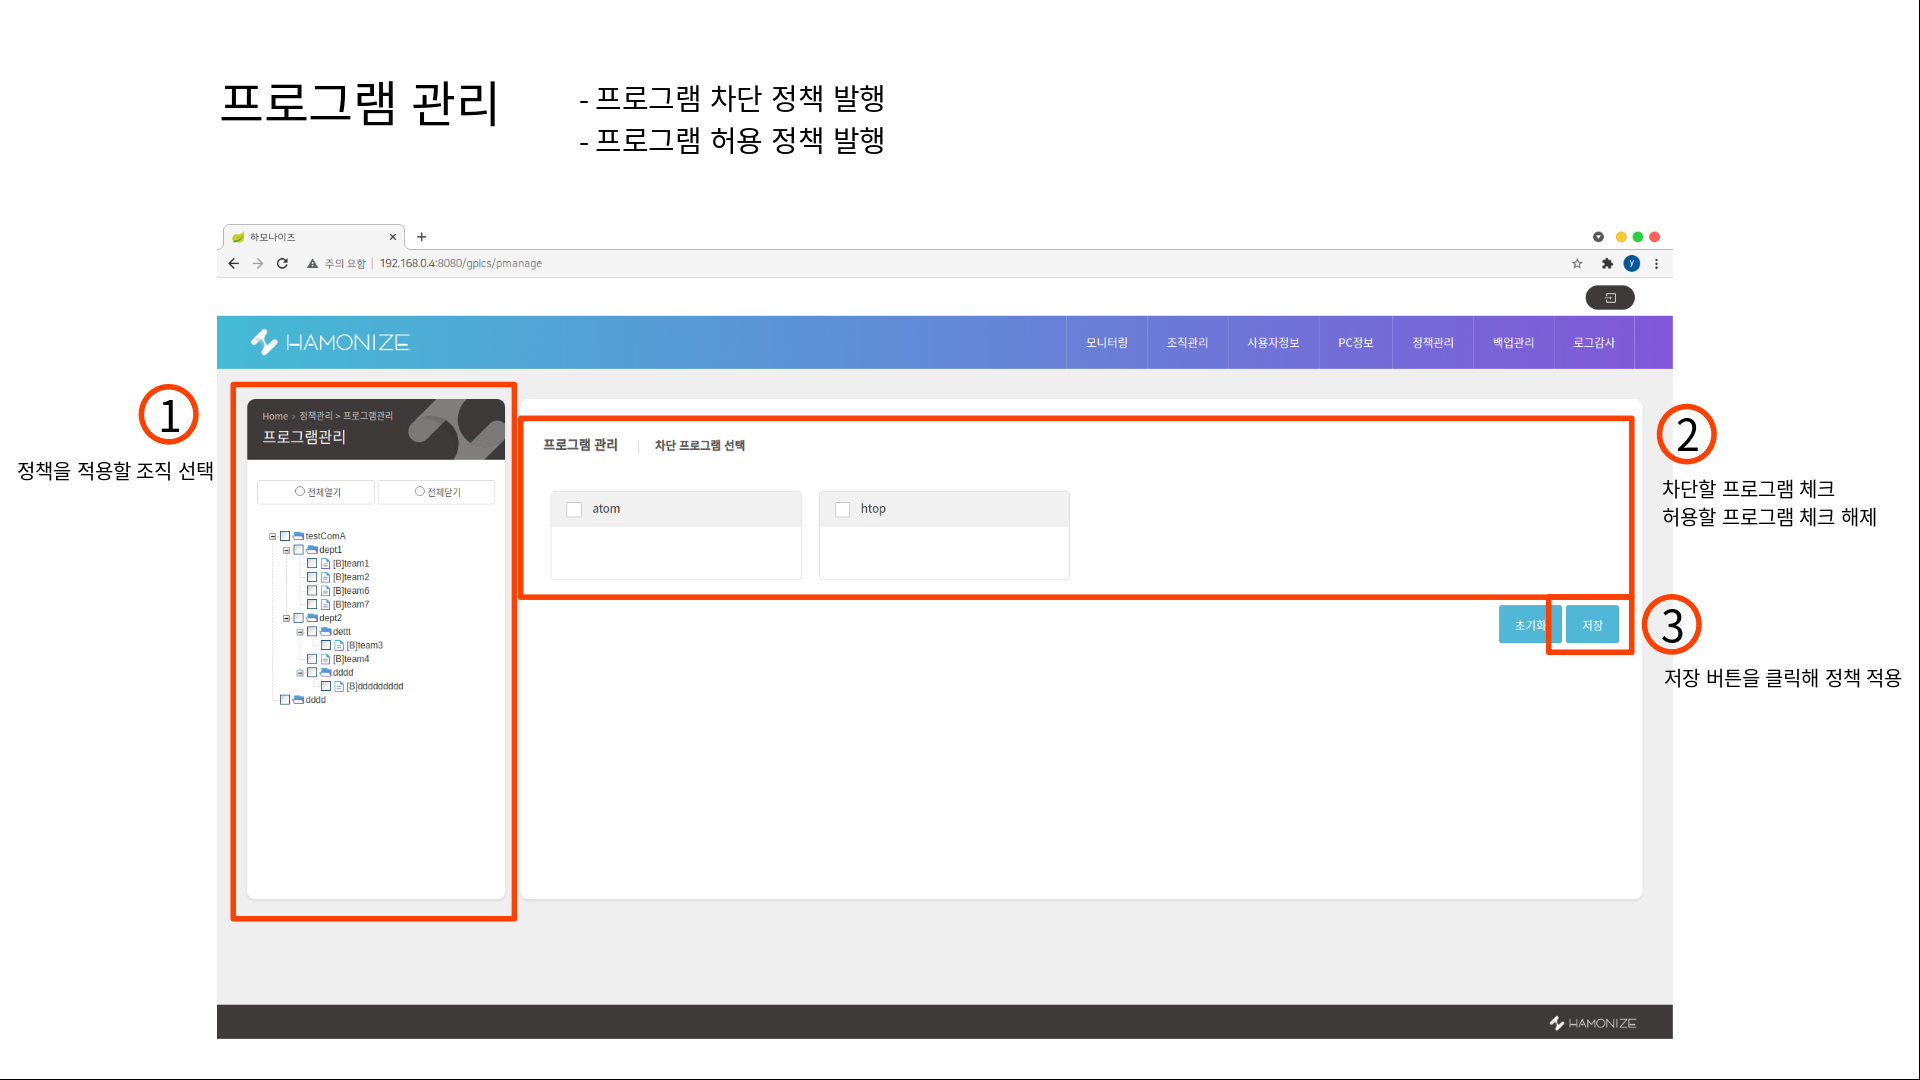 프로그램 관리
- 프로그램 차단 정책 발행
- 프로그램 허용 정책 발행
하모나이즈
주의 요함 | 192.168.0.4:8080/gplcs/pmanage
y
HAMONIZE
모니터링 조직관리 사용자정보 PC정보 정책관리 백업관리 로그감사
1
정책을 적용할 조직 선택
Home > 정책관리 > 프로그램관리
프로그램관리
전체열기 전체닫기
testComA
dept1
[B]team1
[B]team2
[B]team6
[B]team7
dept2
dettt
[B]team3
[B]team4
dddd
[B]ddddddddd
dddd
프로그램 관리 | 차단 프로그램 선택
atom
htop
2
차단할 프로그램 체크
허용할 프로그램 체크 해제
초기화 저장
3
저장 버튼을 클릭해 정책 적용
HAMONIZE